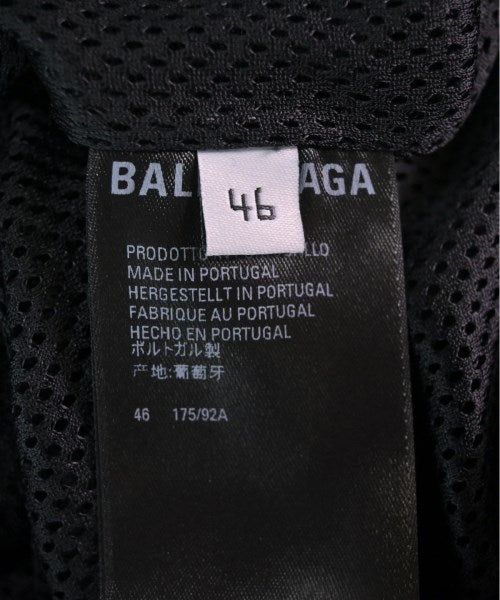 BAL AGA
46
PRODOTTO LLO
MADE IN PORTUGAL
HERGESTELLT IN PORTUGAL
FABRIQUE AU PORTUGAL
HECHO EN PORTUGAL
ポルトガル製
产地:葡萄牙
46 175/92A